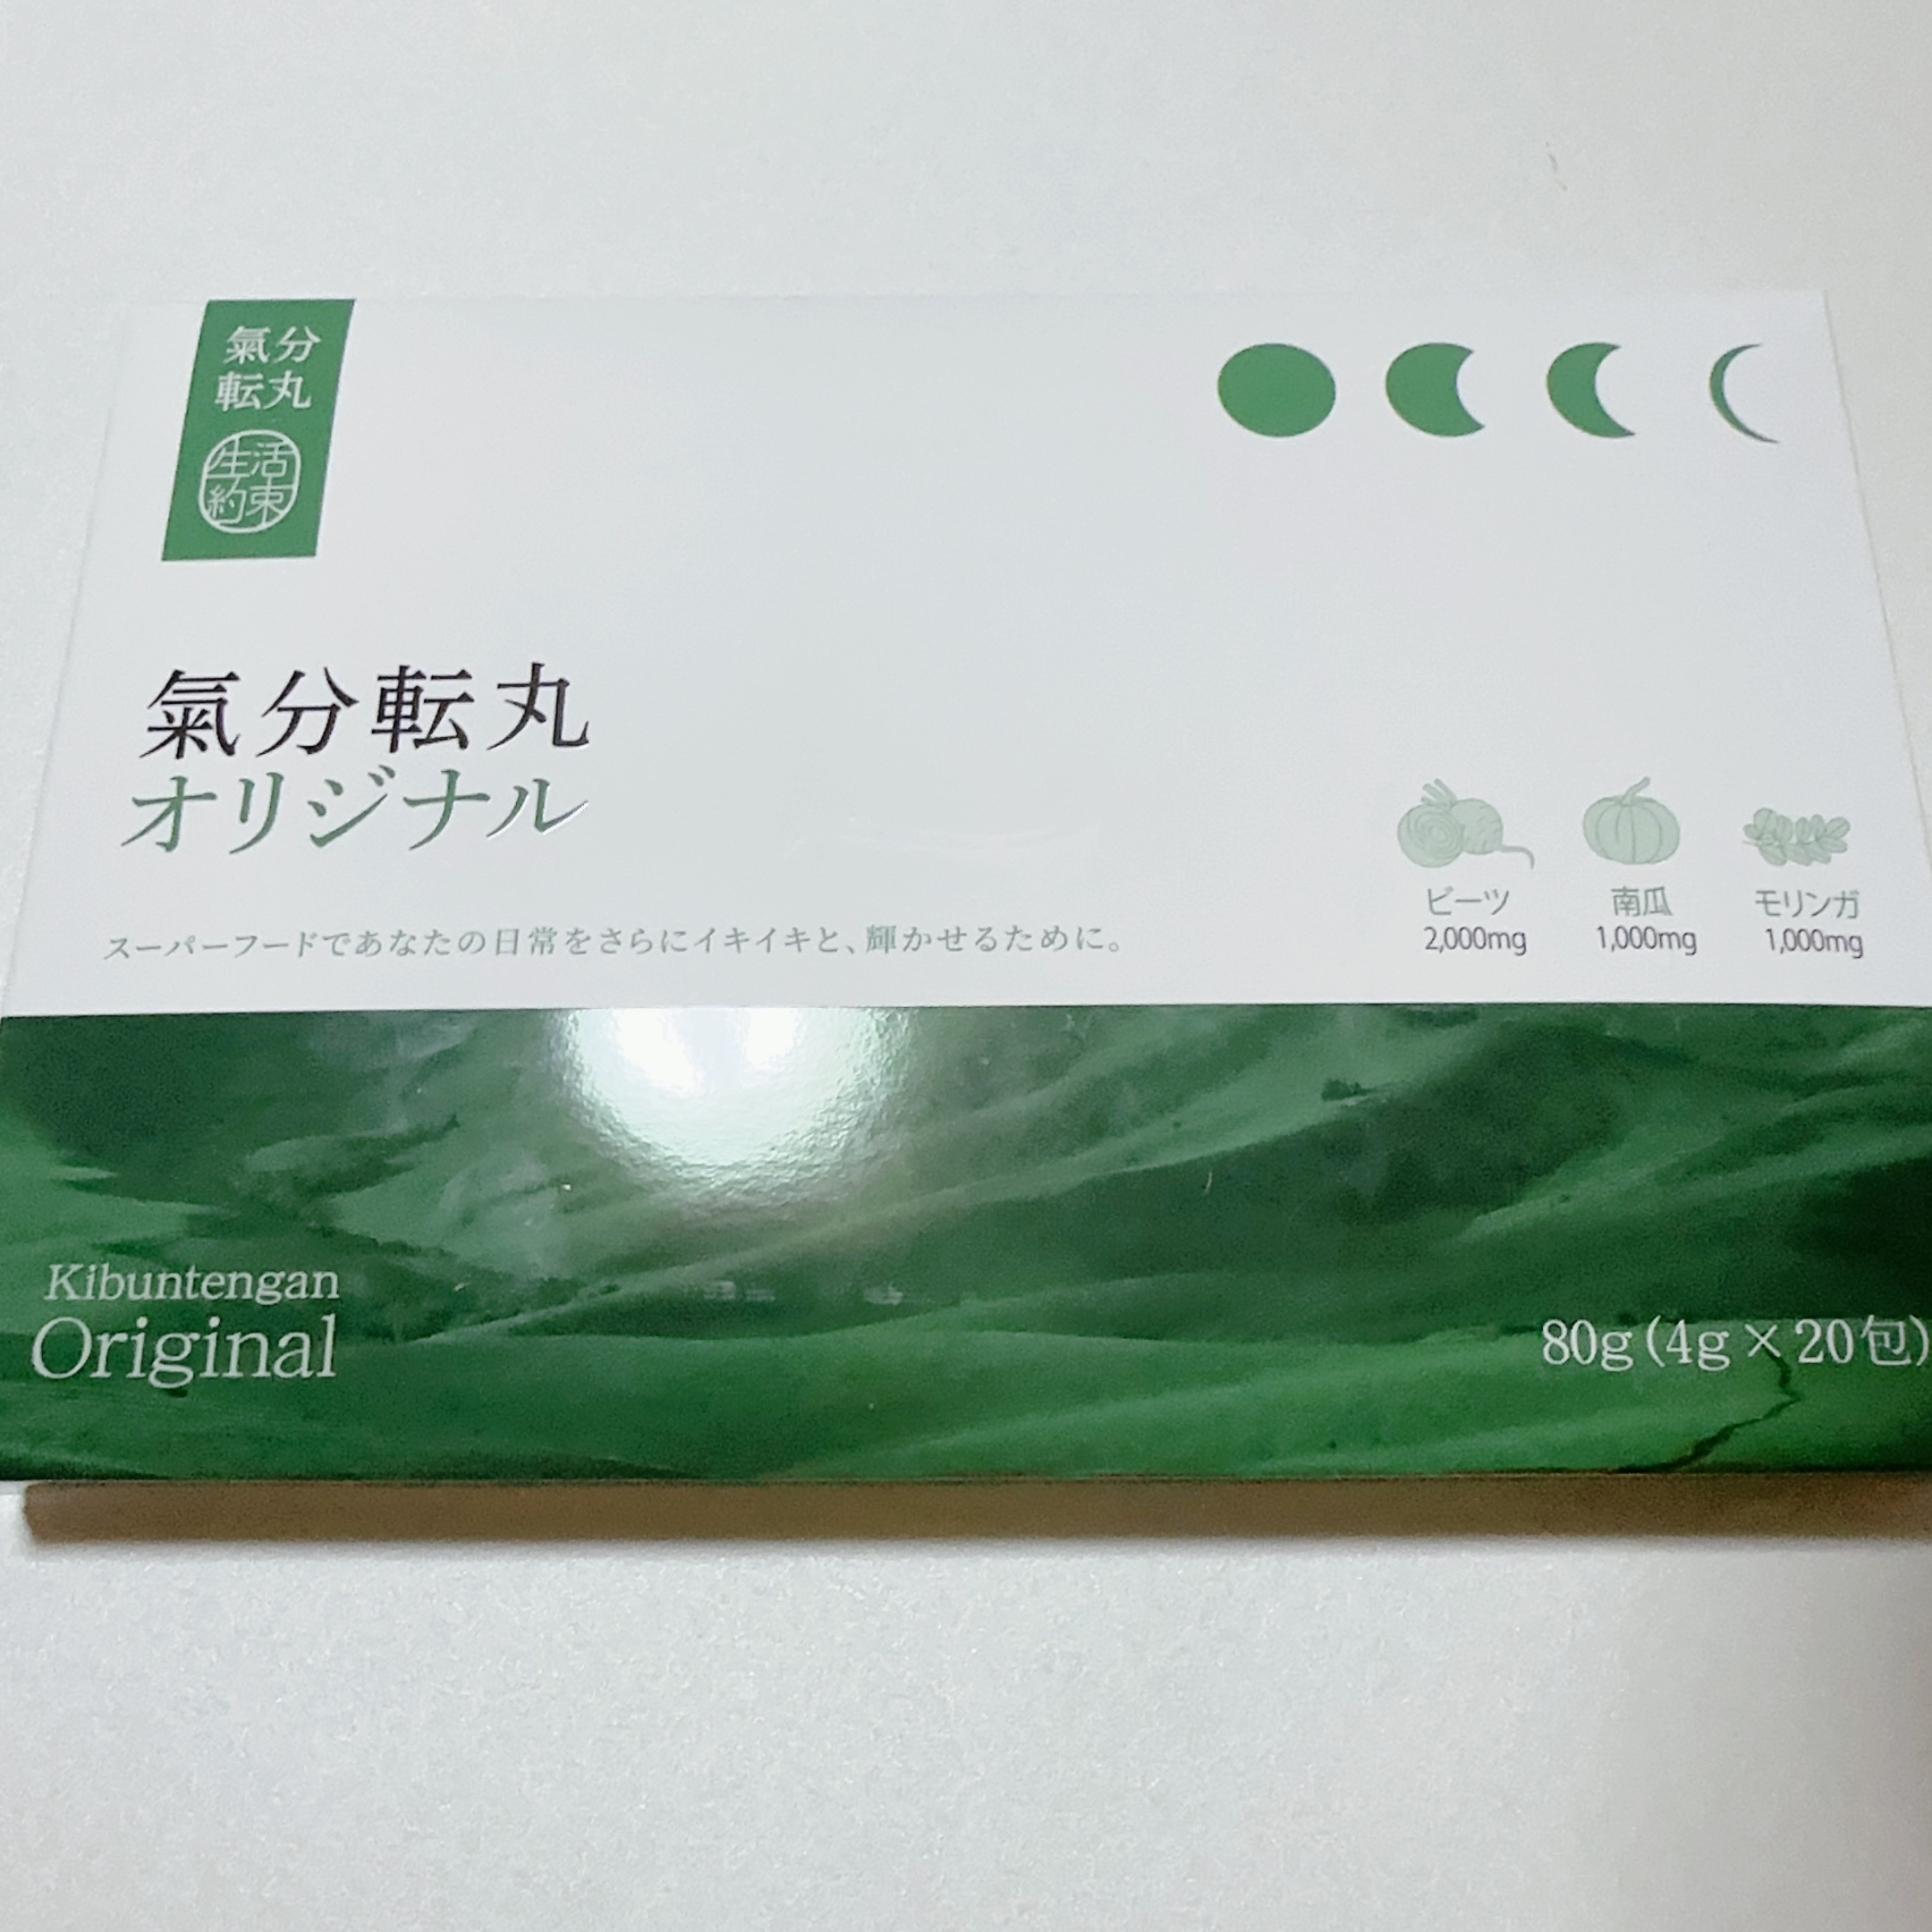 氣分
転丸
生活
約束
氣分転丸
オリジナル
スーパーフードであなたの日常をさらにイキイキと、輝かせるために。
ビーツ
2,000mg
南瓜
1,000mg
モリンガ
1,000mg
Kibuntengan
Original
80g(4g×20包)